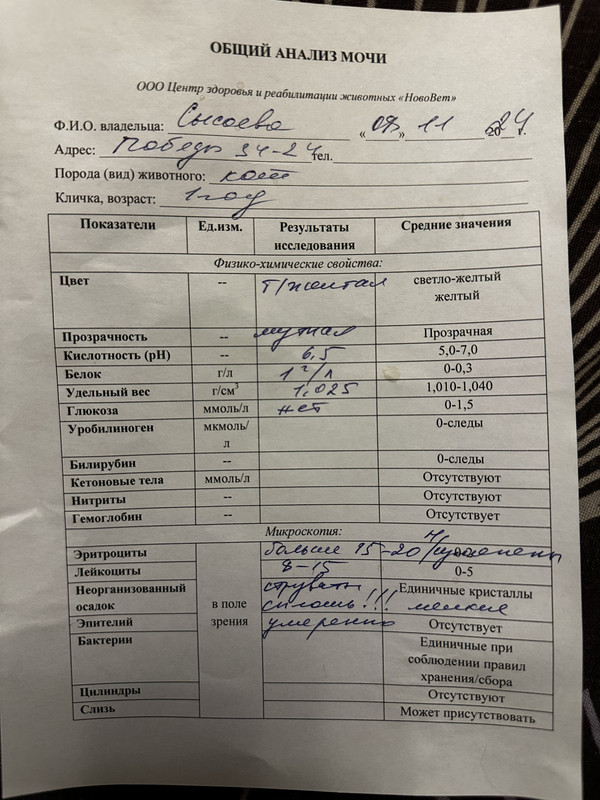 ОБЩИЙ АНАЛИЗ МОЧИ
ООО Центр здоровья и реабилитации животных «НовоВет»
Ф.И.О. владельца: Сысоева « 07 » 11 2024 г.
Адрес: Победы 34-24 тел.
Порода (вид) животного: кот
Кличка, возраст: 1 год
Показатели Ед.изм. Результаты исследования Средние значения
Физико-химические свойства:
Цвет -- т/желтая светло-желтый желтый
Прозрачность -- мутная Прозрачная
Кислотность (рН) -- 6,5 5,0-7,0
Белок г/л 1 г/л 0-0,3
Удельный вес г/см3 1,025 1,010-1,040
Глюкоза ммоль/л нет 0-1,5
Уробилиноген мкмоль/л 0-следы
Билирубин -- 0-следы
Кетоновые тела ммоль/л Отсутствуют
Нитриты -- Отсутствуют
Гемоглобин -- Отсутствует
Микроскопия:
Эритроциты больше 15-20
Лейкоциты 8-15 0-5
Неорганизованный осадок в поле зрения струвиты сплошь!!! мелкие Единичные кристаллы
Эпителий умеренно Отсутствует
Бактерии Единичные при соблюдении правил хранения/сбора
Цилиндры Отсутствуют
Слизь Может присутствовать